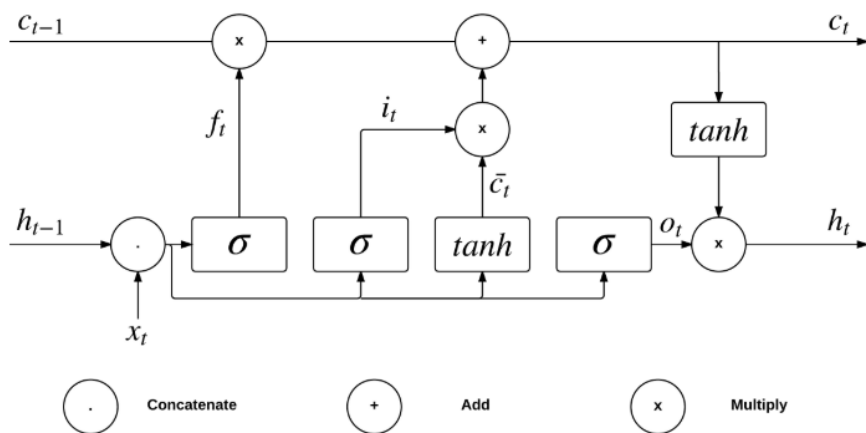 c_{t-1} x + c_t
f_t i_t x tanh
c̄_t
h_{t-1} . σ σ tanh σ o_t x h_t
x_t
. Concatenate + Add x Multiply